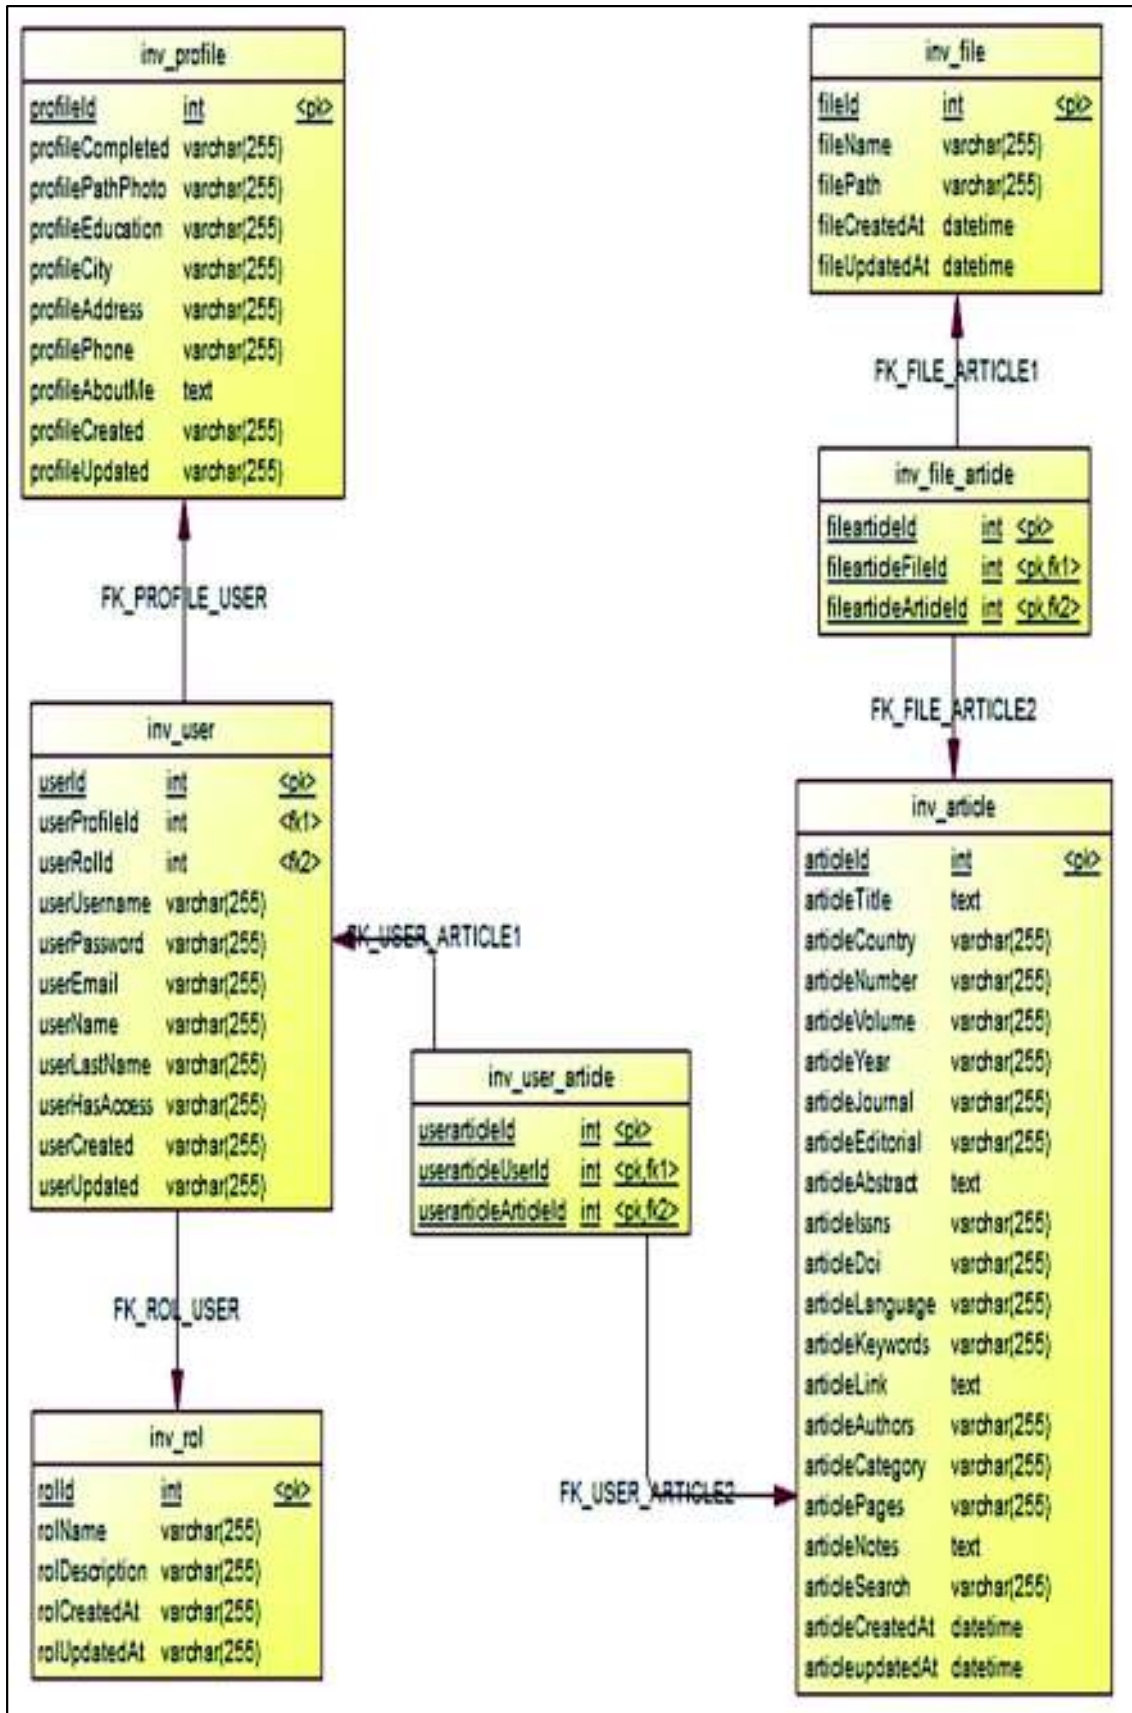 inv_profile
profileId int <pk>
profileCompleted varchar(255)
profilePathPhoto varchar(255)
profileEducation varchar(255)
profileCity varchar(255)
profileAddress varchar(255)
profilePhone varchar(255)
profileAboutMe text
profileCreated varchar(255)
profileUpdated varchar(255)
FK_PROFILE_USER
inv_user
userId int <pk>
userProfileId int <fk1>
userRolId int <fk2>
userUsername varchar(255)
userPassword varchar(255)
userEmail varchar(255)
userName varchar(255)
userLastName varchar(255)
userHasAccess varchar(255)
userCreated varchar(255)
userUpdated varchar(255)
FK_ROL_USER
inv_rol
rolId int <pk>
rolName varchar(255)
rolDescription varchar(255)
rolCreatedAt varchar(255)
rolUpdatedAt varchar(255)
FK_USER_ARTICLE1
inv_user_article
userarticleId int <pk>
userarticleUserId int <pk,fk1>
userarticleArticleId int <pk,fk2>
FK_USER_ARTICLE2
inv_file
fileId int <pk>
fileName varchar(255)
filePath varchar(255)
fileCreatedAt datetime
fileUpdatedAt datetime
FK_FILE_ARTICLE1
inv_file_article
filearticleId int <pk>
filearticleFileId int <pk,fk1>
filearticleArticleId int <pk,fk2>
FK_FILE_ARTICLE2
inv_article
articleId int <pk>
articleTitle text
articleCountry varchar(255)
articleNumber varchar(255)
articleVolume varchar(255)
articleYear varchar(255)
articleJournal varchar(255)
articleEditorial varchar(255)
articleAbstract text
articleIssns varchar(255)
articleDoi varchar(255)
articleLanguage varchar(255)
articleKeywords varchar(255)
articleLink text
articleAuthors varchar(255)
articleCategory varchar(255)
articlePages varchar(255)
articleNotes text
articleSearch varchar(255)
articleCreatedAt datetime
articleupdatedAt datetime